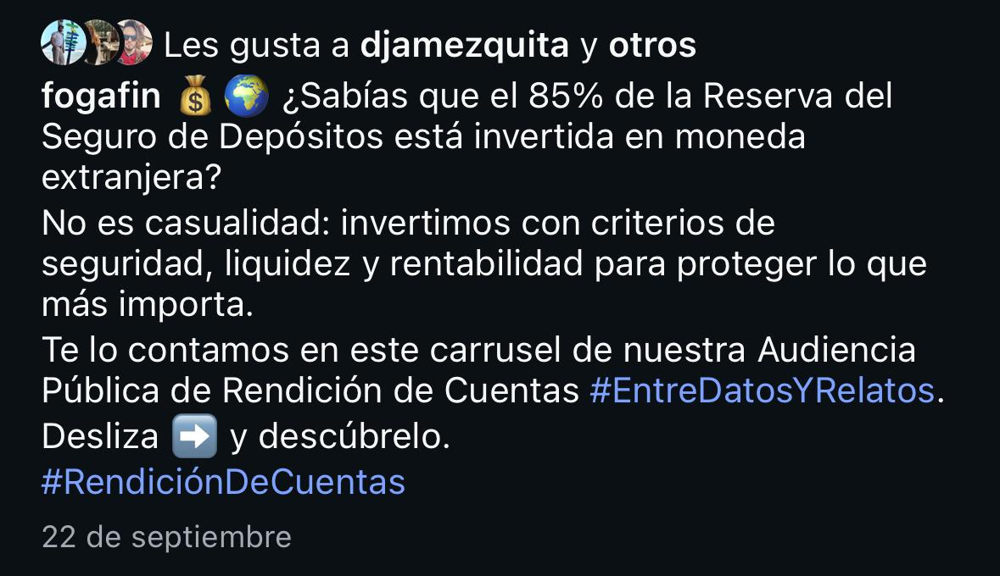 Les gusta a djamezquita y otros
fogafin 💰 🌍 ¿Sabías que el 85% de la Reserva del
Seguro de Depósitos está invertida en moneda
extranjera?
No es casualidad: invertimos con criterios de
seguridad, liquidez y rentabilidad para proteger lo que
más importa.
Te lo contamos en este carrusel de nuestra Audiencia
Pública de Rendición de Cuentas #EntreDatosYRelatos.
Desliza ➡️ y descúbrelo.
#RendiciónDeCuentas
22 de septiembre